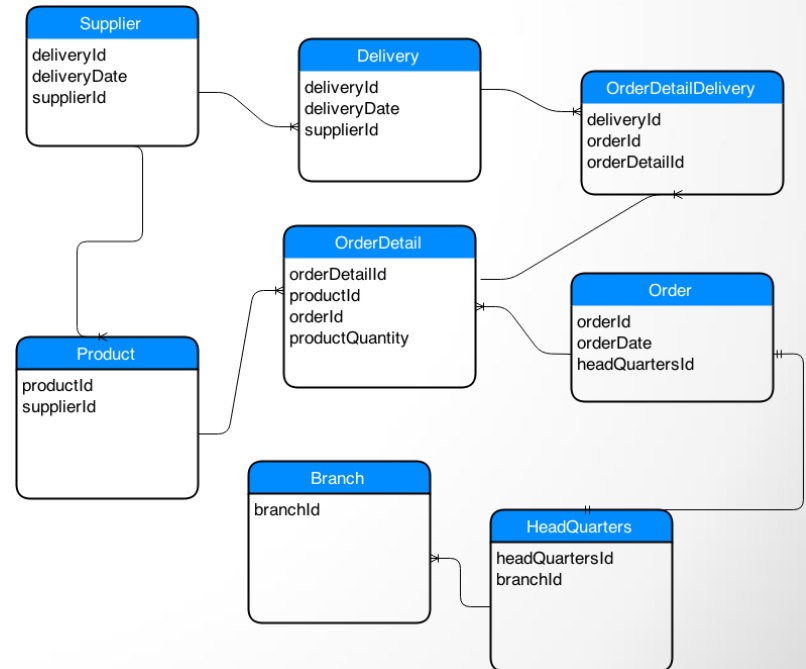 Supplier
deliveryId
deliveryDate
supplierId
Delivery
deliveryId
deliveryDate
supplierId
OrderDetailDelivery
deliveryId
orderId
orderDetailId
OrderDetail
orderDetailId
productId
orderId
productQuantity
Order
orderId
orderDate
headQuartersId
Product
productId
supplierId
Branch
branchId
HeadQuarters
headQuartersId
branchId